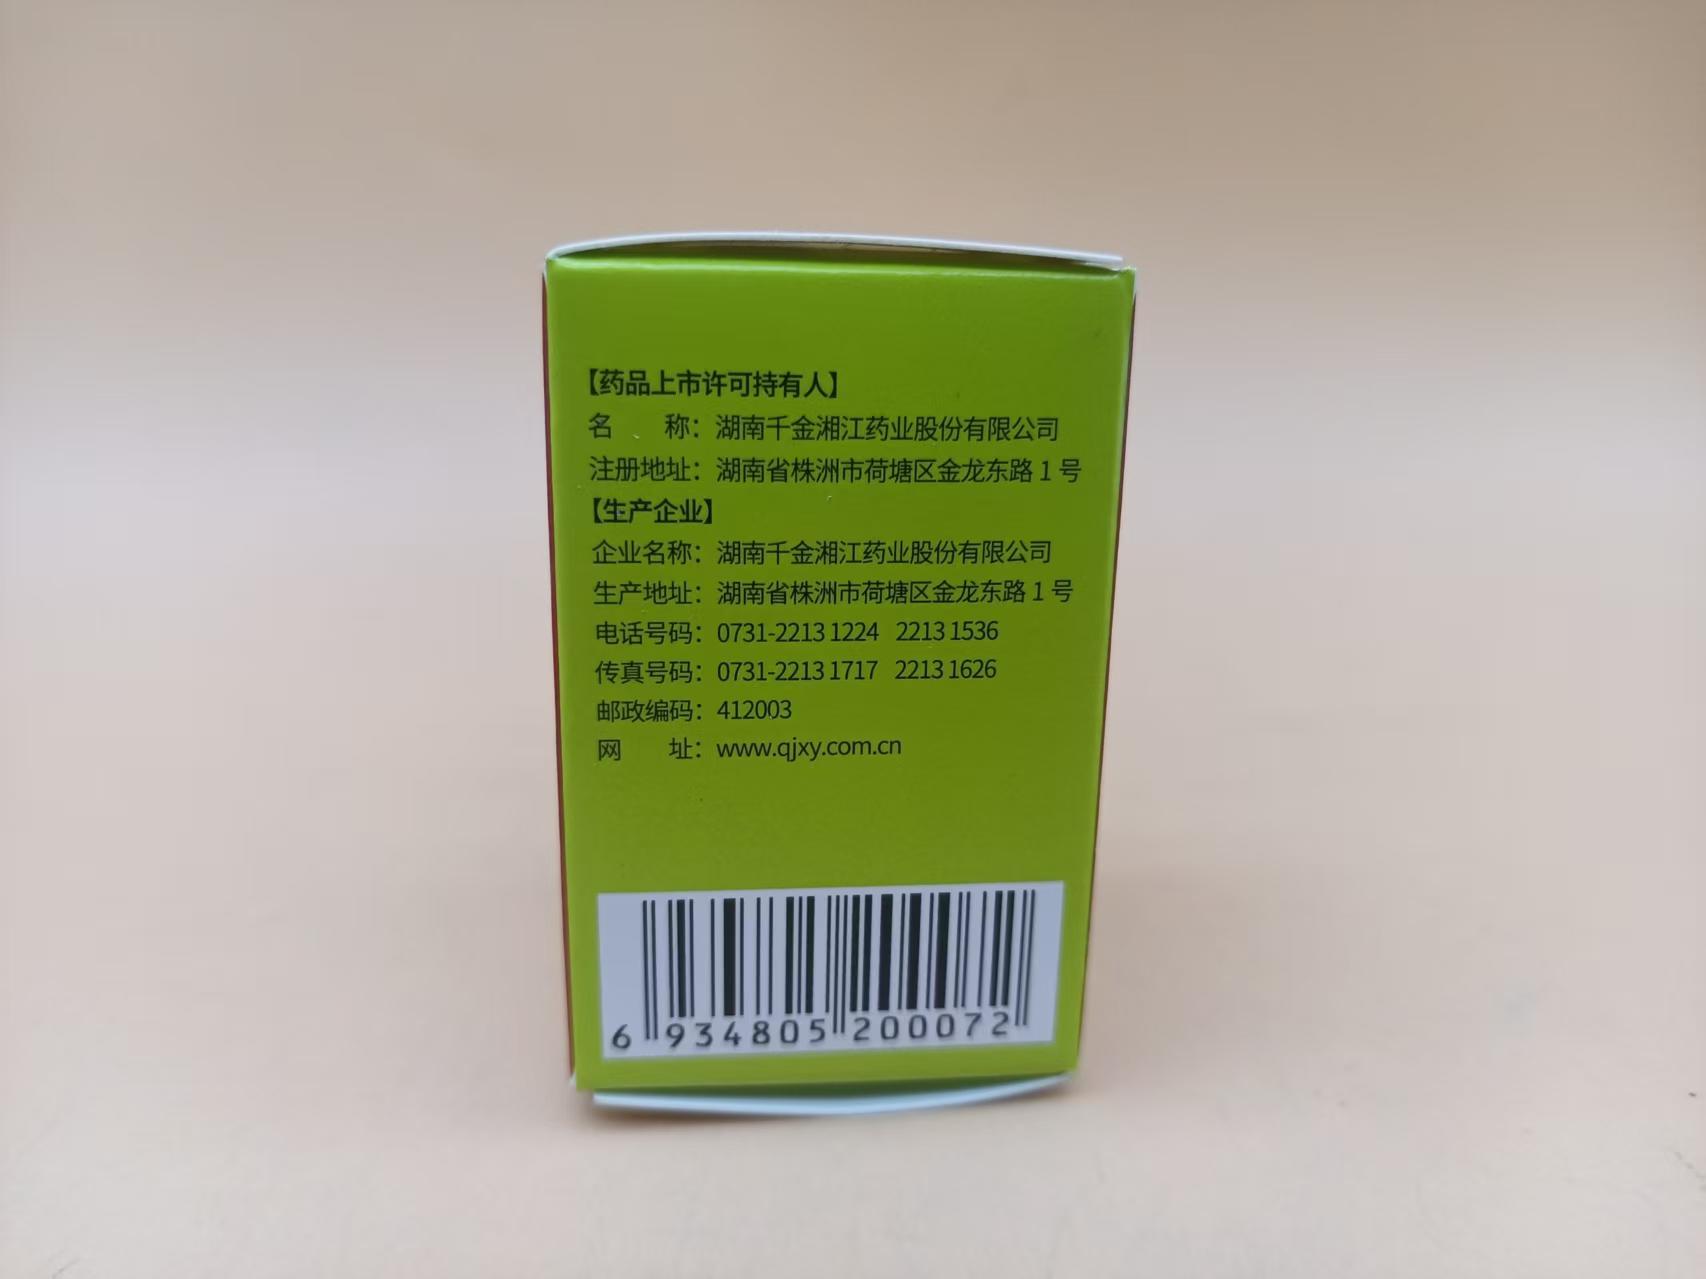 【药品上市许可持有人】
名 称：湖南千金湘江药业股份有限公司
注册地址：湖南省株洲市荷塘区金龙东路 1 号
【生产企业】
企业名称：湖南千金湘江药业股份有限公司
生产地址：湖南省株洲市荷塘区金龙东路 1 号
电话号码：0731-2213 1224 2213 1536
传真号码：0731-2213 1717 2213 1626
邮政编码：412003
网 址：www.qjxy.com.cn
6 934805 200072